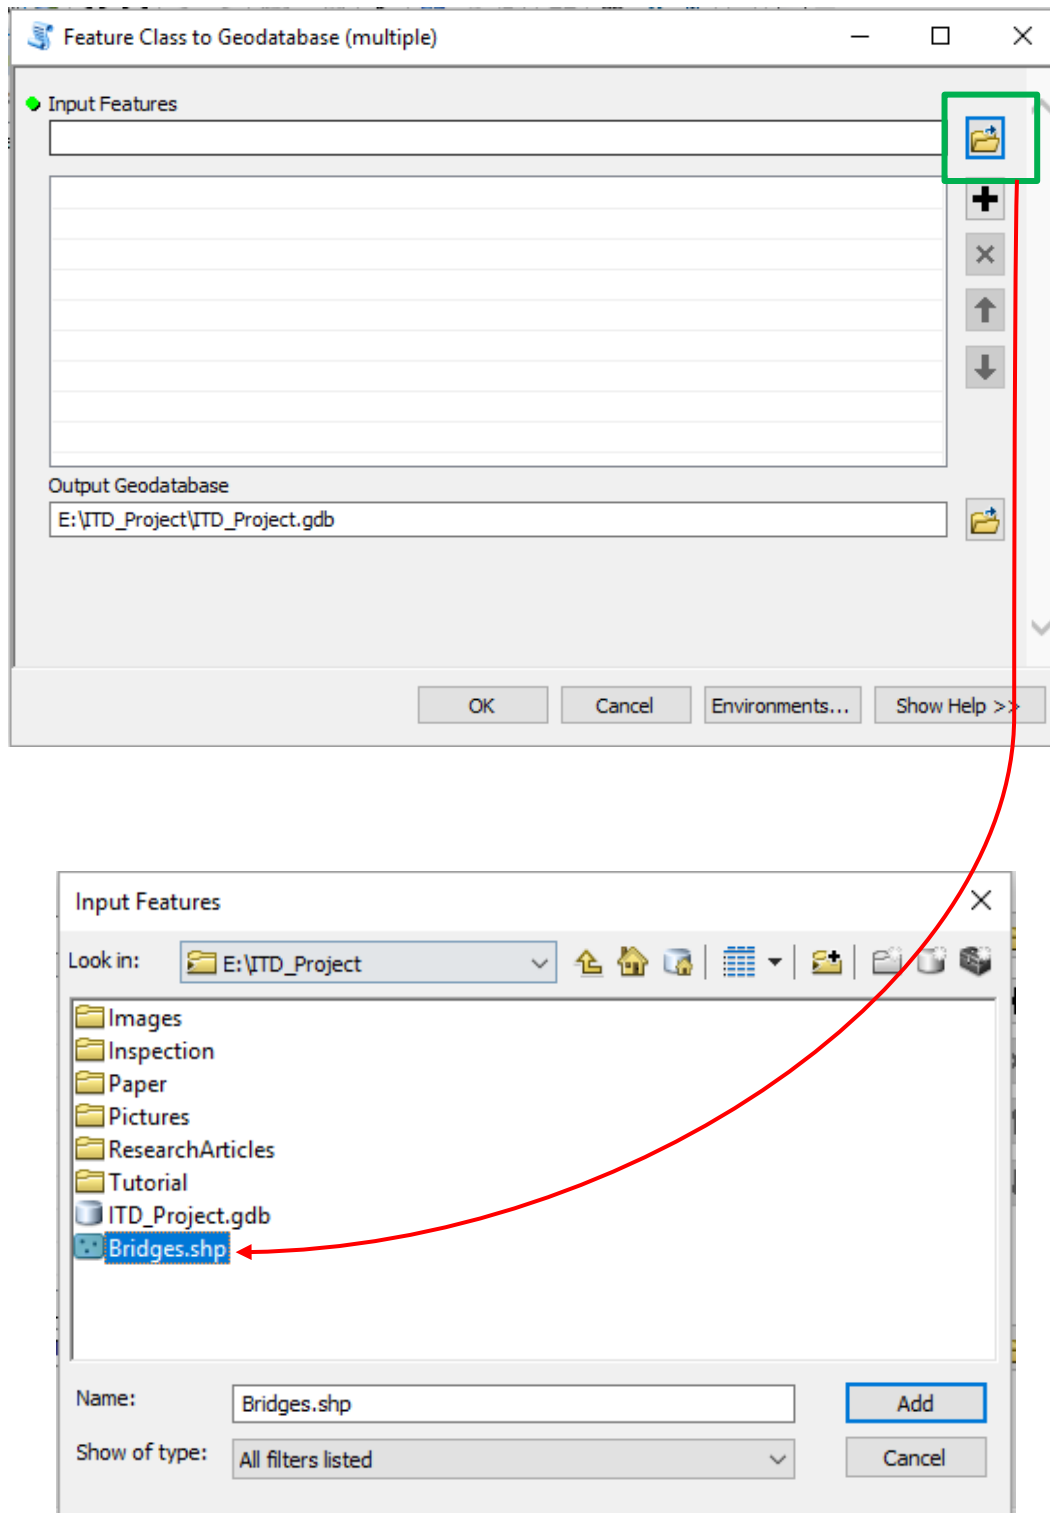 Feature Class to Geodatabase (multiple)
Input Features
Output Geodatabase
E:\ITD_Project\ITD_Project.gdb
OK
Cancel
Environments...
Show Help >>
Input Features
Look in:
E:\ITD_Project
Images
Inspection
Paper
Pictures
ResearchArticles
Tutorial
ITD_Project.gdb
Bridges.shp
Name:
Bridges.shp
Add
Show of type:
All filters listed
Cancel